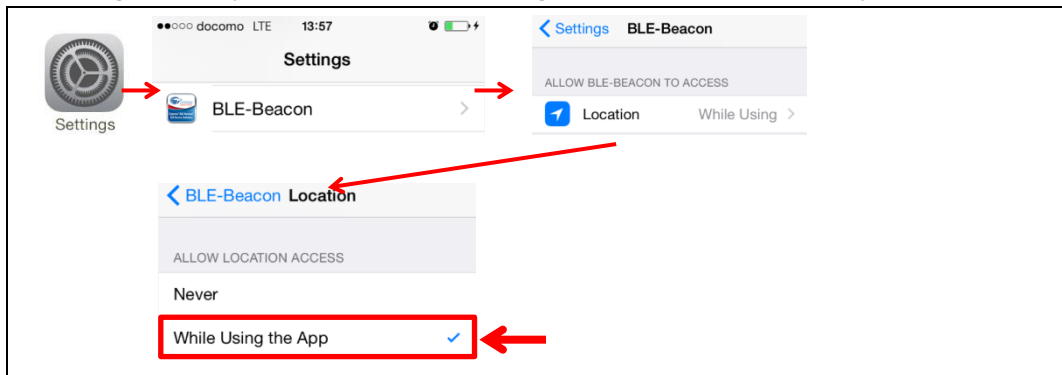 docomo LTE 13:57
Settings
BLE-Beacon
Settings
Settings BLE-Beacon
ALLOW BLE-BEACON TO ACCESS
Location While Using
BLE-Beacon Location
ALLOW LOCATION ACCESS
Never
While Using the App